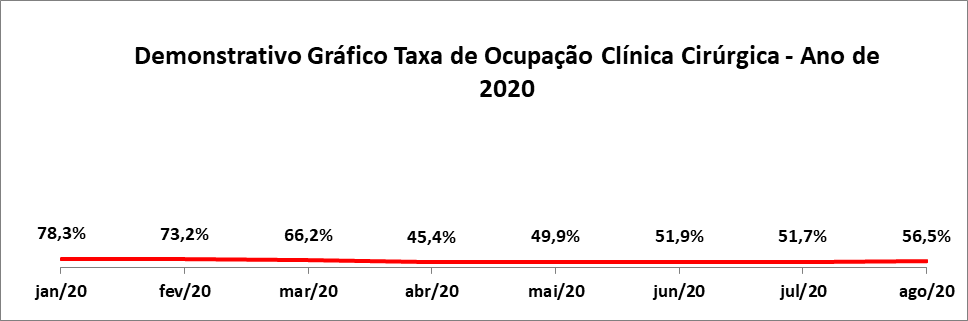 Demonstrativo Gráfico Taxa de Ocupação Clínica Cirúrgica - Ano de
2020
78,3% 73,2% 66,2% 45,4% 49,9% 51,9% 51,7% 56,5%
jan/20 fev/20 mar/20 abr/20 mai/20 jun/20 jul/20 ago/20